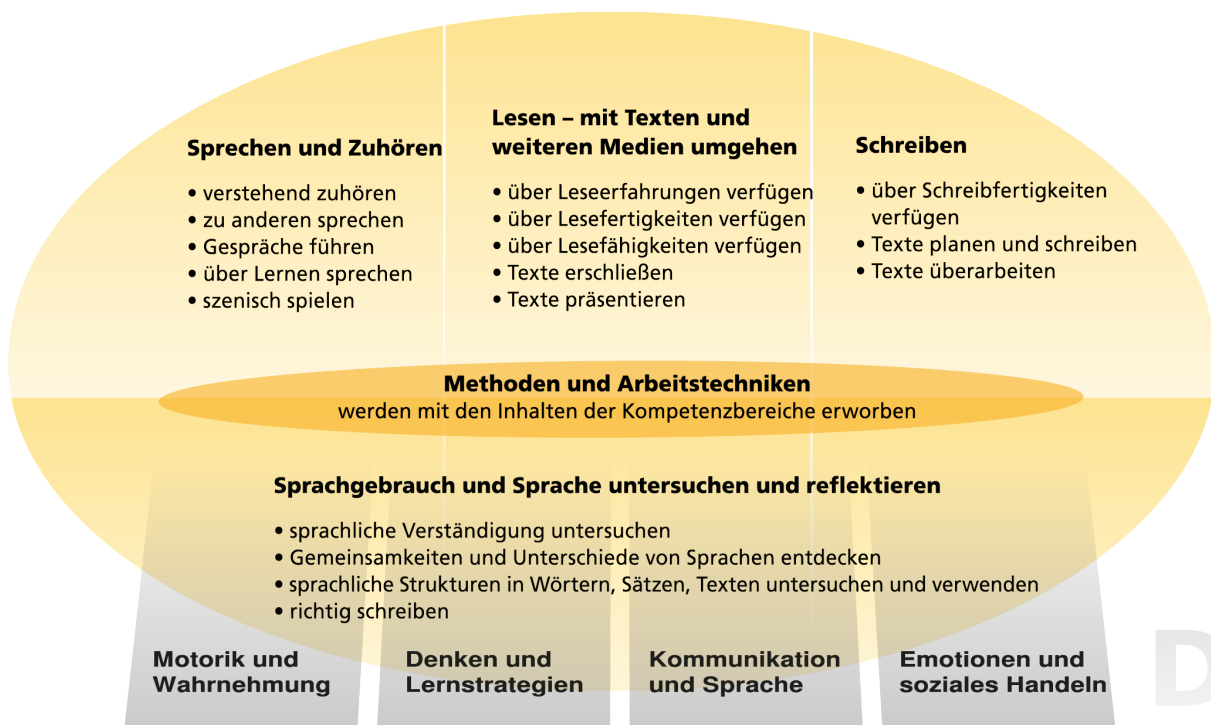 Sprechen und Zuhören
• verstehend zuhören
• zu anderen sprechen
• Gespräche führen
• über Lernen sprechen
• szenisch spielen
Lesen – mit Texten und
weiteren Medien umgehen
• über Leseerfahrungen verfügen
• über Lesefertigkeiten verfügen
• über Lesefähigkeiten verfügen
• Texte erschließen
• Texte präsentieren
Schreiben
• über Schreibfertigkeiten
verfügen
• Texte planen und schreiben
• Texte überarbeiten
Methoden und Arbeitstechniken
werden mit den Inhalten der Kompetenzbereiche erworben
Sprachgebrauch und Sprache untersuchen und reflektieren
• sprachliche Verständigung untersuchen
• Gemeinsamkeiten und Unterschiede von Sprachen entdecken
• sprachliche Strukturen in Wörtern, Sätzen, Texten untersuchen und verwenden
• richtig schreiben
Motorik und
Wahrnehmung
Denken und
Lernstrategien
Kommunikation
und Sprache
Emotionen und
soziales Handeln
D